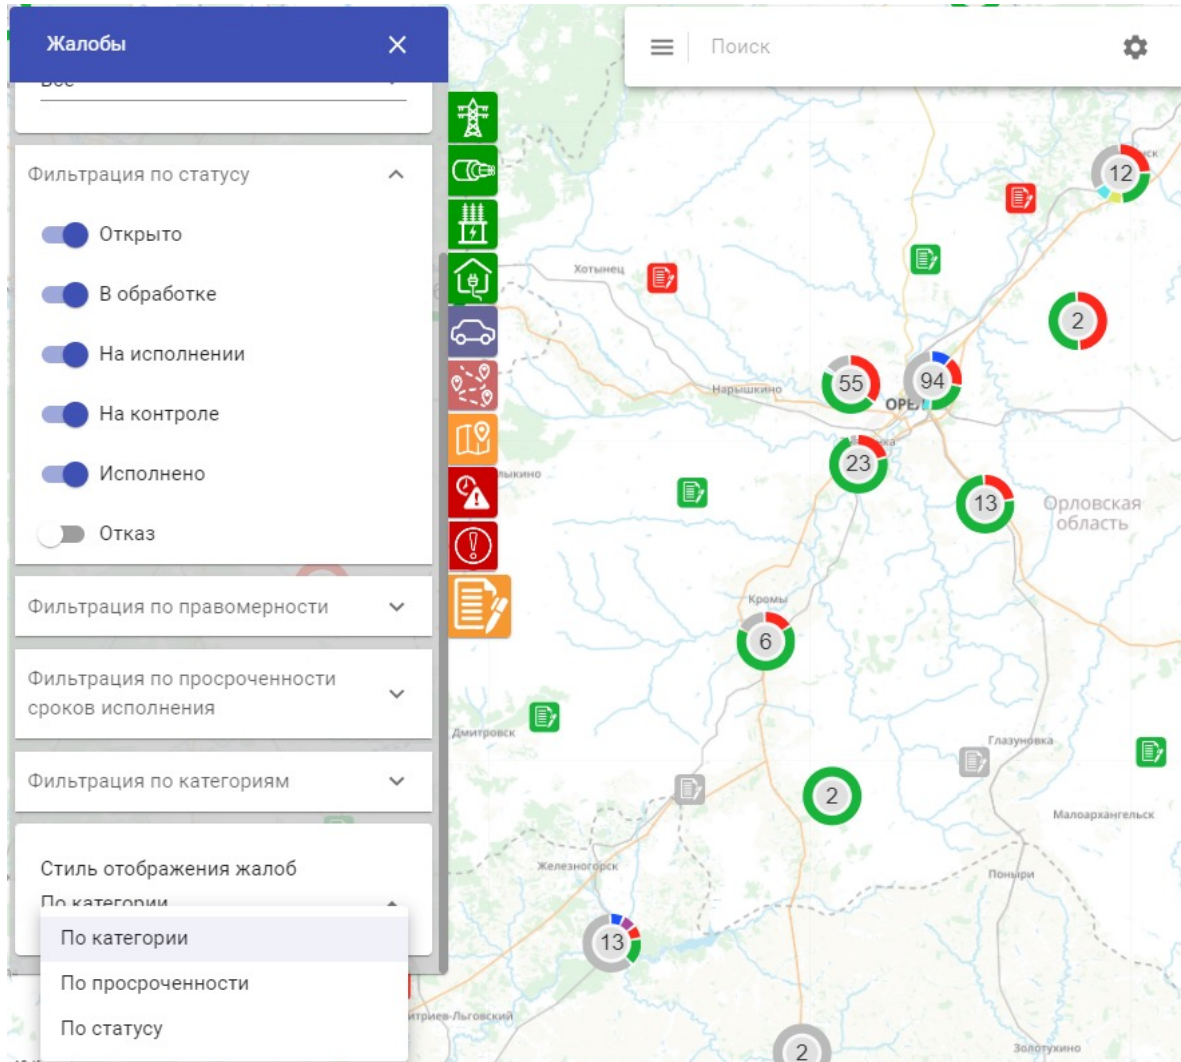 Жалобы
Поиск
Фильтрация по статусу
Открыто
В обработке
На исполнении
На контроле
Исполнено
Отказ
Фильтрация по правомерности
Фильтрация по просроченности
сроков исполнения
Фильтрация по категориям
Стиль отображения жалоб
По категории
По категории
По просроченности
По статусу
12
Хотынец
2
55
94
Нарышкино
23
13
Орловская
область
Кромы
6
Дмитровск
Глазуновка
2
Малоархангельск
Железногорск
Поныри
13
2
Золотухино